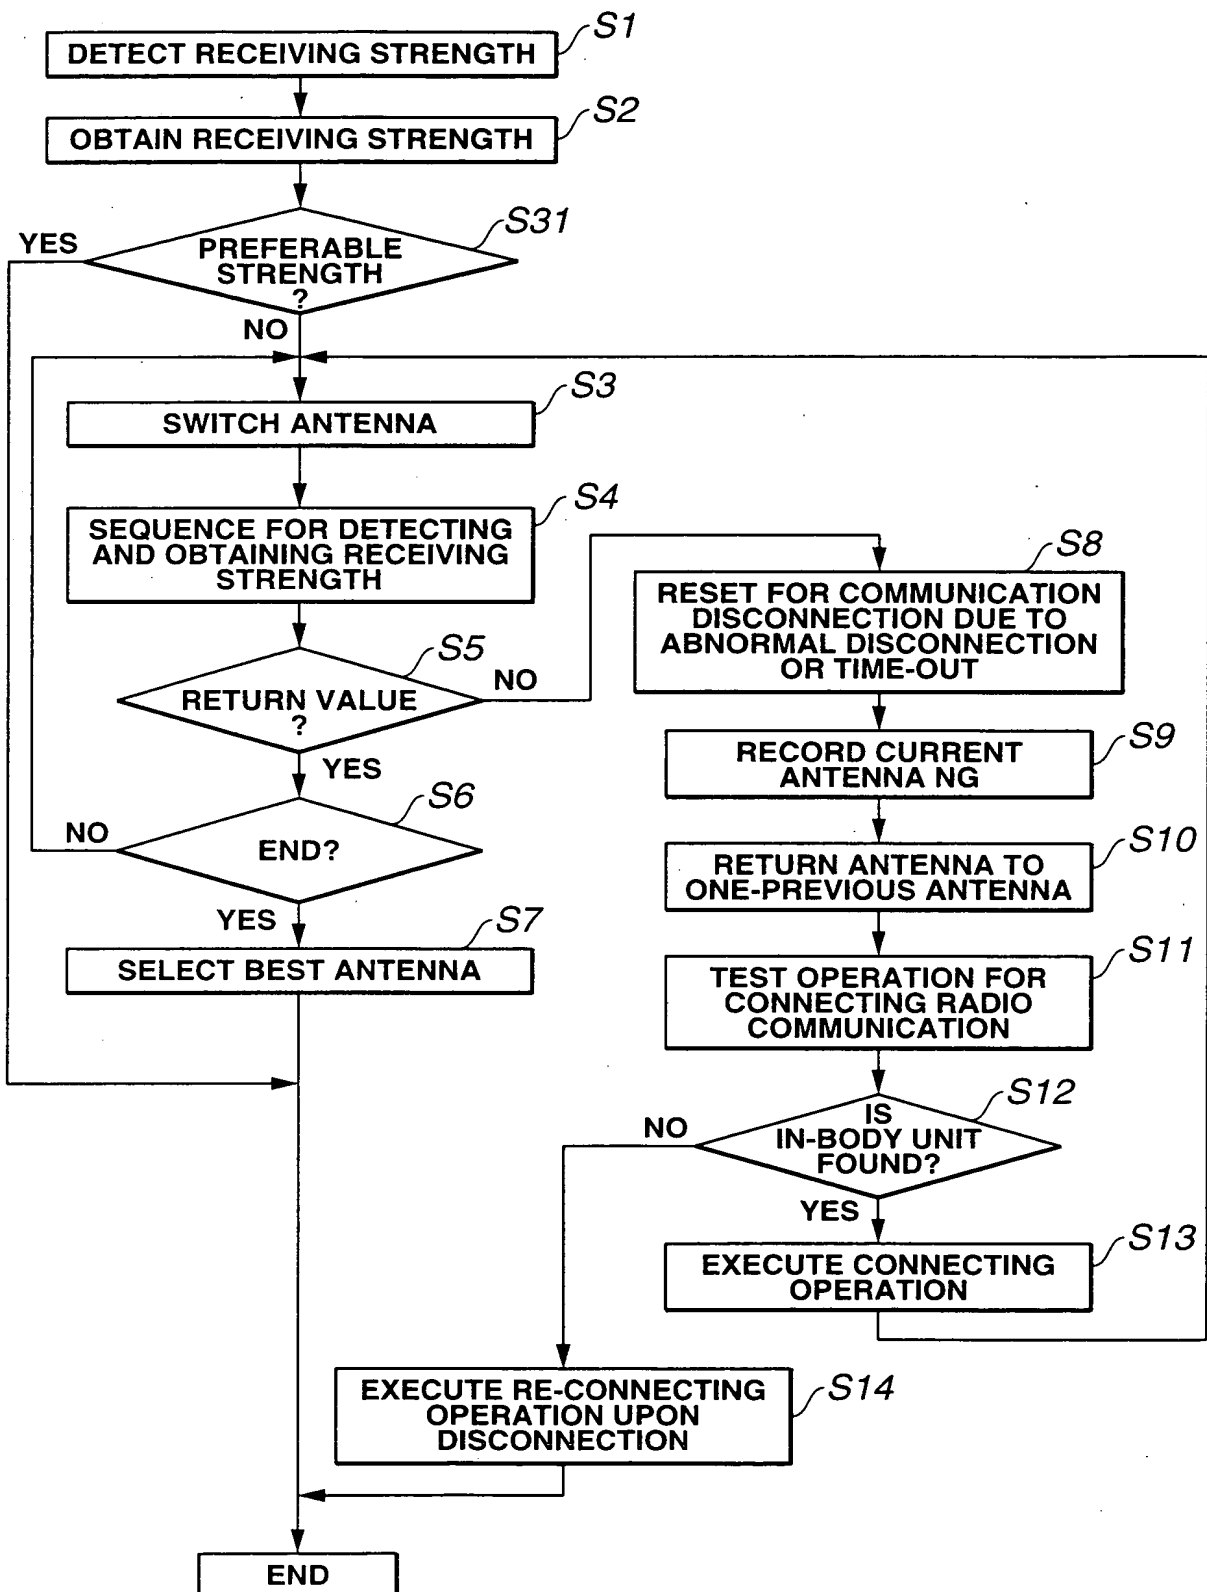 S1
DETECT RECEIVING STRENGTH
S2
OBTAIN RECEIVING STRENGTH
S31
YES
PREFERABLE
STRENGTH
?
NO
S3
SWITCH ANTENNA
S4
SEQUENCE FOR DETECTING
AND OBTAINING RECEIVING
STRENGTH
S5
RETURN VALUE
?
NO
YES
S6
NO
END?
YES
S7
SELECT BEST ANTENNA
S8
RESET FOR COMMUNICATION
DISCONNECTION DUE TO
ABNORMAL DISCONNECTION
OR TIME-OUT
S9
RECORD CURRENT
ANTENNA NG
S10
RETURN ANTENNA TO
ONE-PREVIOUS ANTENNA
S11
TEST OPERATION FOR
CONNECTING RADIO
COMMUNICATION
S12
NO
IS
IN-BODY UNIT
FOUND?
YES
S13
EXECUTE CONNECTING
OPERATION
S14
EXECUTE RE-CONNECTING
OPERATION UPON
DISCONNECTION
END